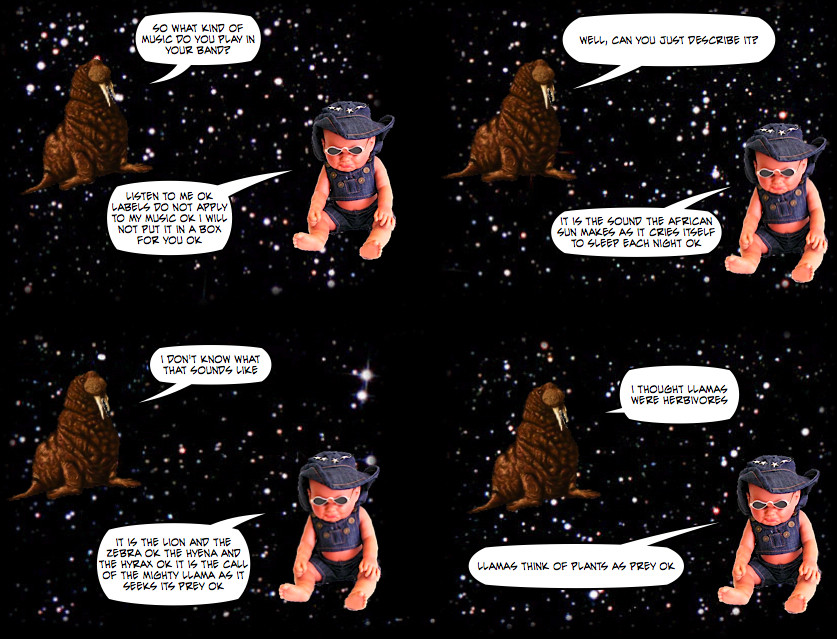 SO WHAT KIND OF
MUSIC DO YOU PLAY IN
YOUR BAND?
LISTEN TO ME OK
LABELS DO NOT APPLY
TO MY MUSIC OK I WILL
NOT PUT IT IN A BOX
FOR YOU OK
WELL, CAN YOU JUST DESCRIBE IT?
IT IS THE SOUND THE AFRICAN
SUN MAKES AS IT CRIES ITSELF
TO SLEEP EACH NIGHT OK
I DON'T KNOW WHAT
THAT SOUNDS LIKE
IT IS THE LION AND THE
ZEBRA OK THE HYENA AND
THE HYRAX OK IT IS THE CALL
OF THE MIGHTY LLAMA AS IT
SEEKS ITS PREY OK
I THOUGHT LLAMAS
WERE HERBIVORES
LLAMAS THINK OF PLANTS AS PREY OK